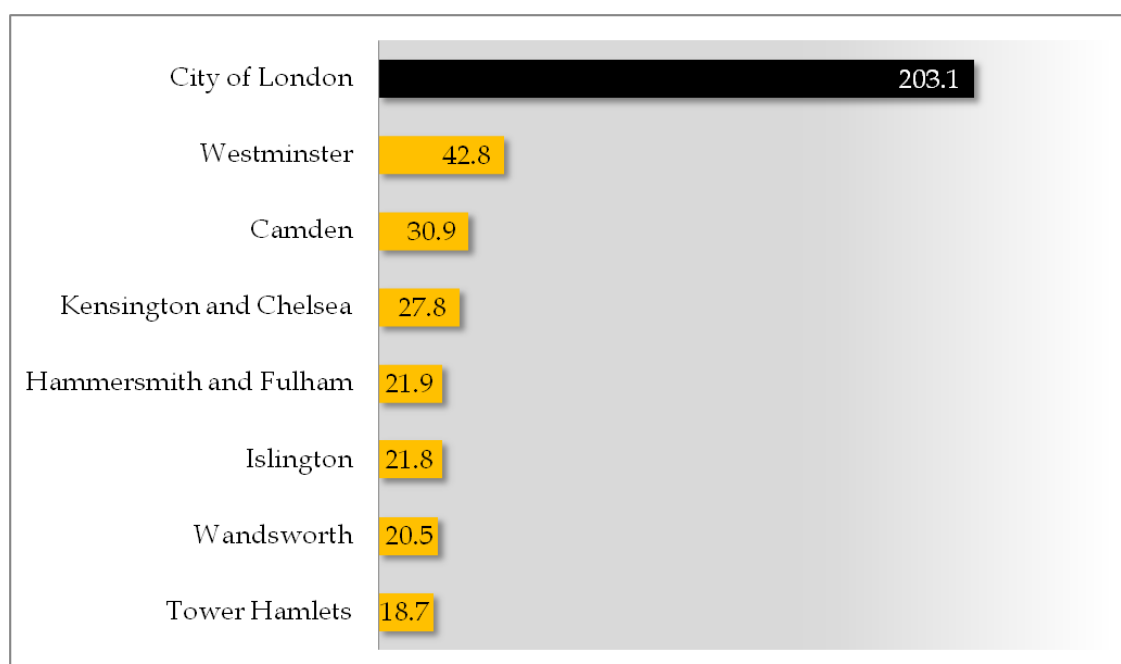 City of London 203.1
Westminster 42.8
Camden 30.9
Kensington and Chelsea 27.8
Hammersmith and Fulham 21.9
Islington 21.8
Wandsworth 20.5
Tower Hamlets 18.7